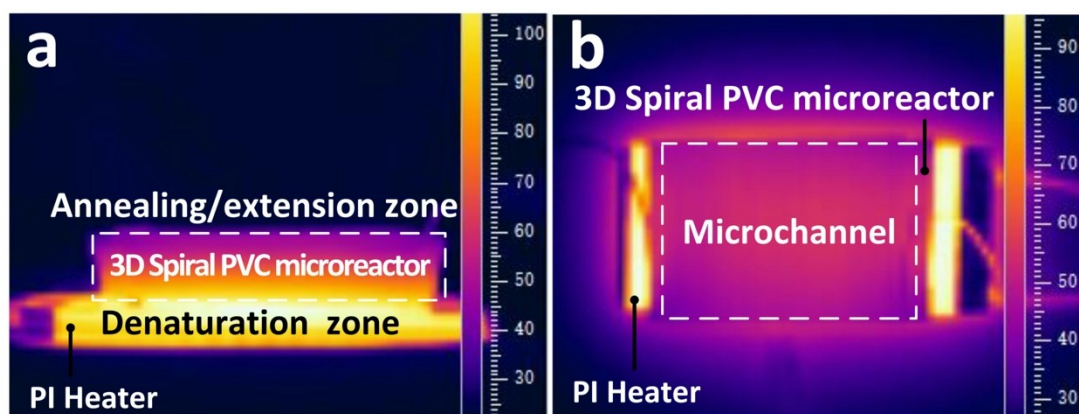 a
100
90
80
70
60
50
40
30
Annealing/extension zone
3D Spiral PVC microreactor
Denaturation zone
PI Heater
b
90
80
70
60
50
40
30
3D Spiral PVC microreactor
Microchannel
PI Heater